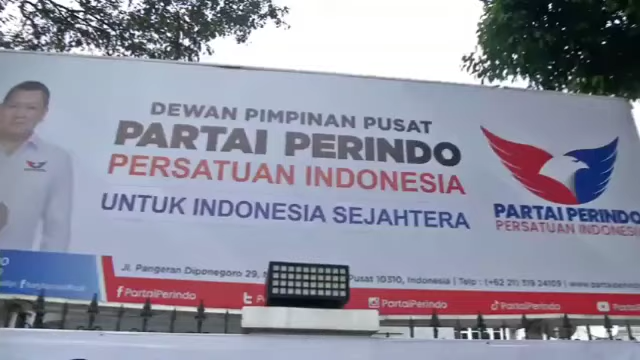 DEWAN PIMPINAN PUSAT
PARTAI PERINDO
PERSATUAN INDONESIA
UNTUK INDONESIA SEJAHTERA
PARTAI PERINDO
PERSATUAN INDONESIA
Jl. Pangeran Diponegoro 29, Pusat 10310, Indonesia | Telp : (+62 21) 319 24109 |
PartaiPerindo
PartaiPerindo
PartaiPerindo